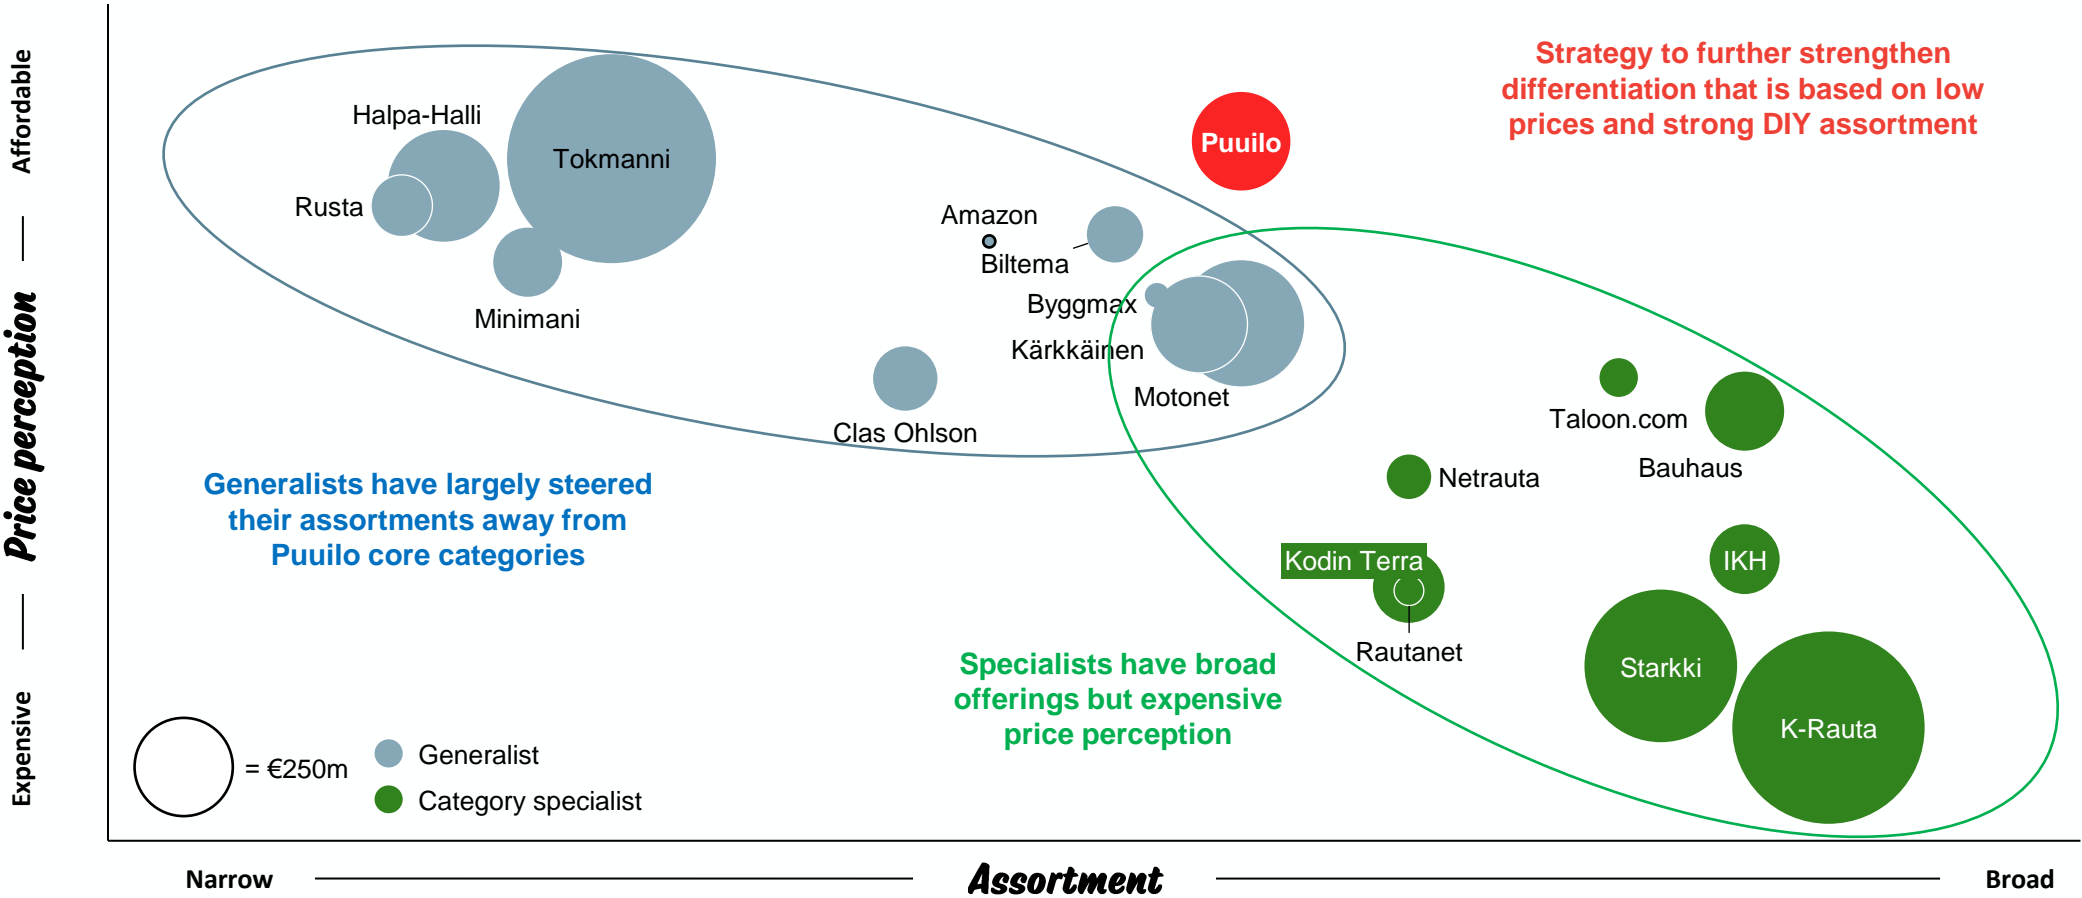 Affordable
Price perception
Expensive
Strategy to further strengthen
differentiation that is based on low
prices and strong DIY assortment
Halpa-Halli
Tokmanni
Puuilo
Rusta
Amazon
Biltema
Minimani
Byggmax
Kärkkäinen
Motonet
Clas Ohlson
Taloon.com
Bauhaus
Netrauta
Generalists have largely steered
their assortments away from
Puuilo core categories
Kodin Terra
IKH
Rautanet
Starkki
K-Rauta
Specialists have broad
offerings but expensive
price perception
= €250m
Generalist
Category specialist
Narrow
Assortment
Broad